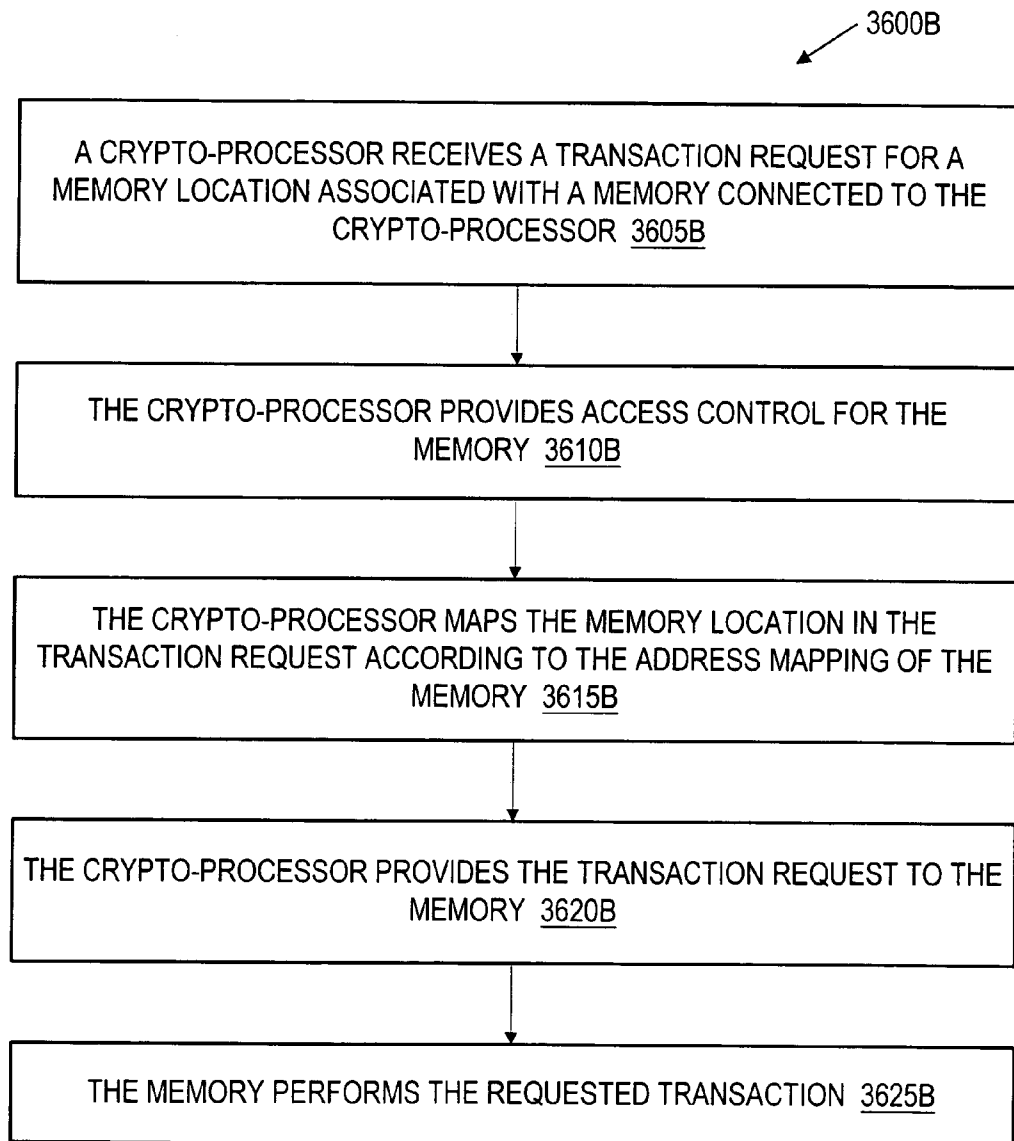 3600B
A CRYPTO-PROCESSOR RECEIVES A TRANSACTION REQUEST FOR A
MEMORY LOCATION ASSOCIATED WITH A MEMORY CONNECTED TO THE
CRYPTO-PROCESSOR 3605B
THE CRYPTO-PROCESSOR PROVIDES ACCESS CONTROL FOR THE
MEMORY 3610B
THE CRYPTO-PROCESSOR MAPS THE MEMORY LOCATION IN THE
TRANSACTION REQUEST ACCORDING TO THE ADDRESS MAPPING OF THE
MEMORY 3615B
THE CRYPTO-PROCESSOR PROVIDES THE TRANSACTION REQUEST TO THE
MEMORY 3620B
THE MEMORY PERFORMS THE REQUESTED TRANSACTION 3625B